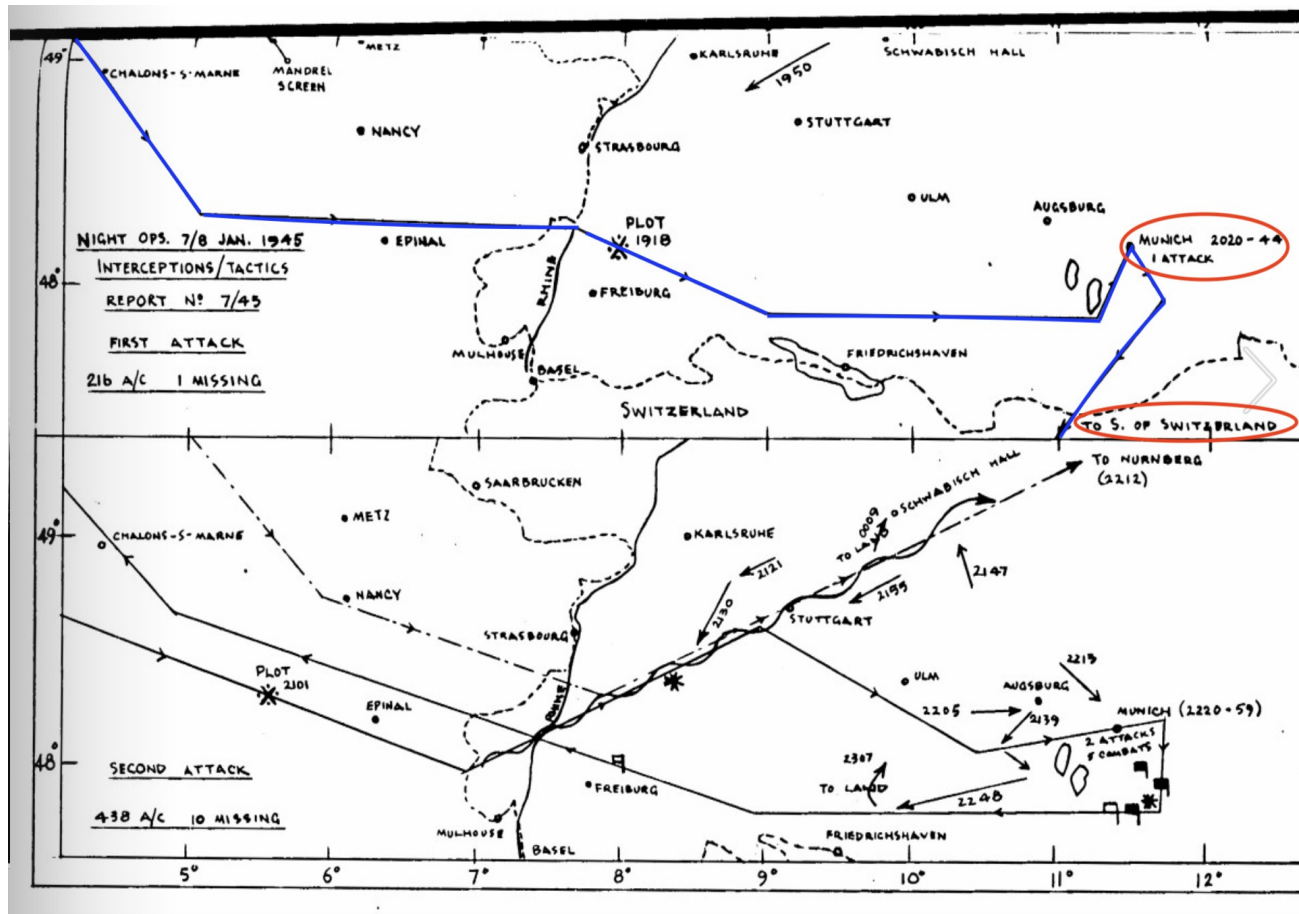 49°
METZ
CHALONS-S-MARNE
MANDREL
SCREEN
KARLSRUHE
1950
SCHWABISCH HALL
NANCY
STRASBOURG
STUTTGART
ULM
AUGSBURG
PLOT
1918
MUNICH 2020-44
1 ATTACK
NIGHT OPS. 7/8 JAN. 1945
INTERCEPTIONS/TACTICS
REPORT Nº 7/45
FIRST ATTACK
216 A/C 1 MISSING
EPINAL
48°
RHINE
FREIBURG
MULHOUSE
BASEL
FRIEDRICHSHAVEN
SWITZERLAND
TO S. OF SWITZERLAND
TO NURNBERG
(2212)
SAARBRUCKEN
SCHWABISCH HALL
METZ
49°
CHALONS-S-MARNE
KARLSRUHE
0009
TO LAND
2121
2147
2130
2155
NANCY
STUTTGART
STRASBOURG
PLOT
2101
EPINAL
RHINE
ULM
2213
AUGSBURG
2205
2139
MUNICH (2220-59)
2 ATTACKS
5 COMBATS
48°
SECOND ATTACK
438 A/C 10 MISSING
FREIBURG
2307
TO LAND
2248
MULHOUSE
BASEL
FRIEDRICHSHAVEN
5° 6° 7° 8° 9° 10° 11° 12°